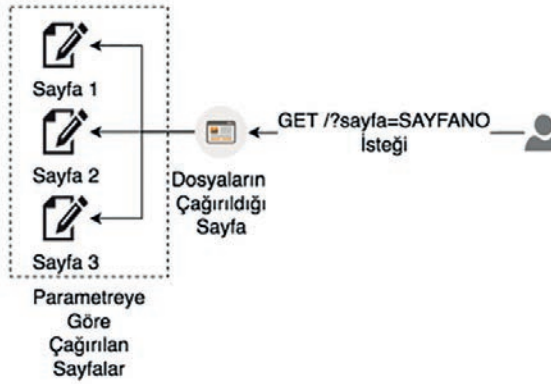 Sayfa 1
Sayfa 2
Sayfa 3
Parametreye
Göre
Çağırılan
Sayfalar
Dosyaların
Çağırıldığı
Sayfa
GET /?sayfa=SAYFANO
İsteği